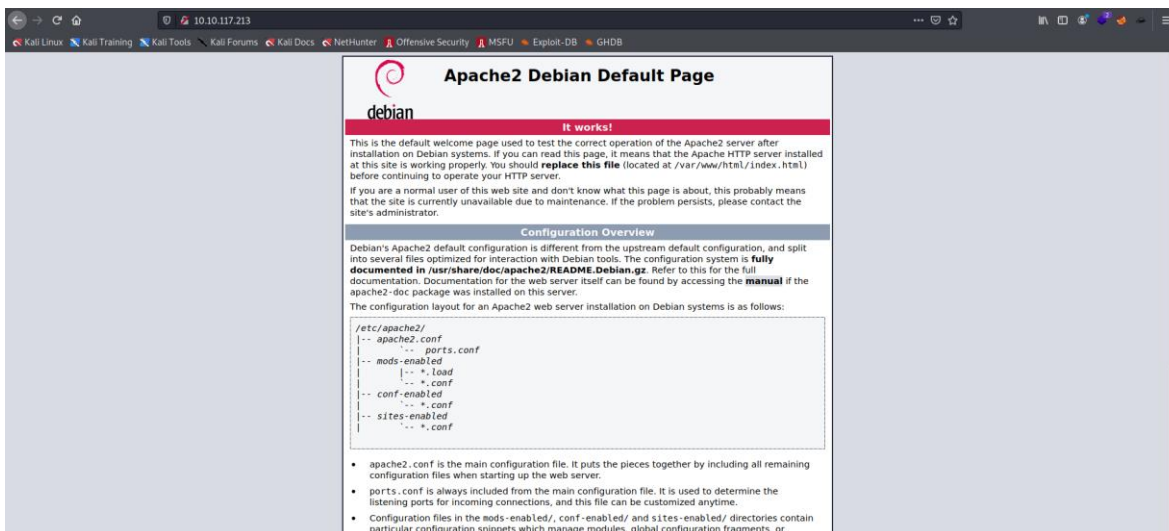 10.10.117.213
Kali Linux Kali Training Kali Tools Kali Forums Kali Docs NetHunter Offensive Security MSFU Exploit-DB GHDB
debian
Apache2 Debian Default Page
It works!
This is the default welcome page used to test the correct operation of the Apache2 server after
installation on Debian systems. If you can read this page, it means that the Apache HTTP server installed
at this site is working properly. You should replace this file (located at /var/www/html/index.html)
before continuing to operate your HTTP server.
If you are a normal user of this web site and don't know what this page is about, this probably means
that the site is currently unavailable due to maintenance. If the problem persists, please contact the
site's administrator.
Configuration Overview
Debian's Apache2 default configuration is different from the upstream default configuration, and split
into several files optimized for interaction with Debian tools. The configuration system is fully
documented in /usr/share/doc/apache2/README.Debian.gz. Refer to this for the full
documentation. Documentation for the web server itself can be found by accessing the manual if the
apache2-doc package was installed on this server.
The configuration layout for an Apache2 web server installation on Debian systems is as follows:
/etc/apache2/
|-- apache2.conf
|       `--  ports.conf
|-- mods-enabled
|       |-- *.load
|       `-- *.conf
|-- conf-enabled
|       `-- *.conf
|-- sites-enabled
|       `-- *.conf
• apache2.conf is the main configuration file. It puts the pieces together by including all remaining
configuration files when starting up the web server.
• ports.conf is always included from the main configuration file. It is used to determine the
listening ports for incoming connections, and this file can be customized anytime.
• Configuration files in the mods-enabled/, conf-enabled/ and sites-enabled/ directories contain
particular configuration snippets which manage modules, global configuration fragments, or